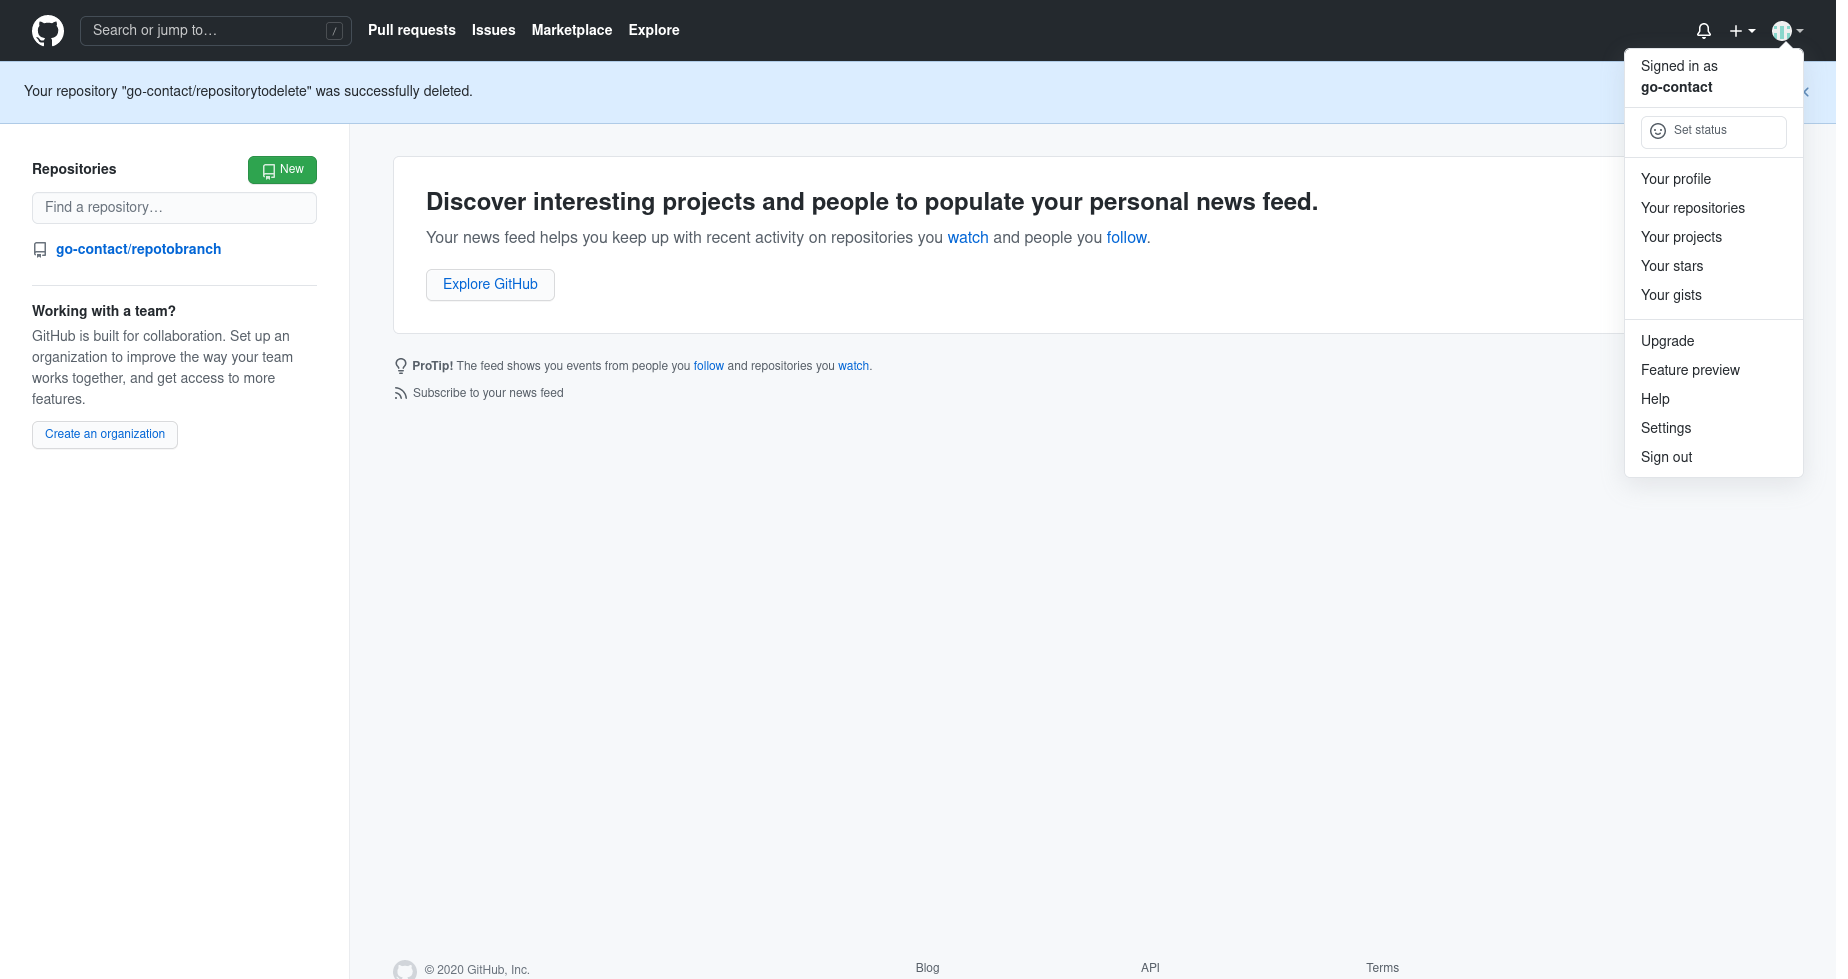 Search or jump to…
/
Pull requests
Issues
Marketplace
Explore
Your repository "go-contact/repositorytodelete" was successfully deleted.
Signed in as
go-contact
Set status
Your profile
Your repositories
Your projects
Your stars
Your gists
Upgrade
Feature preview
Help
Settings
Sign out
Repositories
New
Find a repository…
go-contact/repotobranch
Working with a team?
GitHub is built for collaboration. Set up an
organization to improve the way your team
works together, and get access to more
features.
Create an organization
Discover interesting projects and people to populate your personal news feed.
Your news feed helps you keep up with recent activity on repositories you watch and people you follow.
Explore GitHub
ProTip! The feed shows you events from people you follow and repositories you watch.
Subscribe to your news feed
© 2020 GitHub, Inc.
Blog
API
Terms